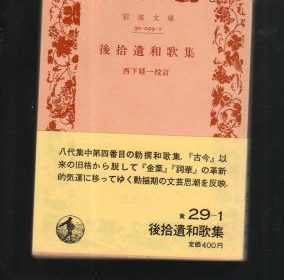 岩波文庫
30-029-1
後拾遺和歌集
西下経一校訂
八代集中第四番目の勅撰和歌集.『古今』以
来の旧格から脱して『金葉』『詞華』の革新
的気運に移ってゆく動揺期の文芸思潮を反映.
29-1
後拾遺和歌集
定価400円